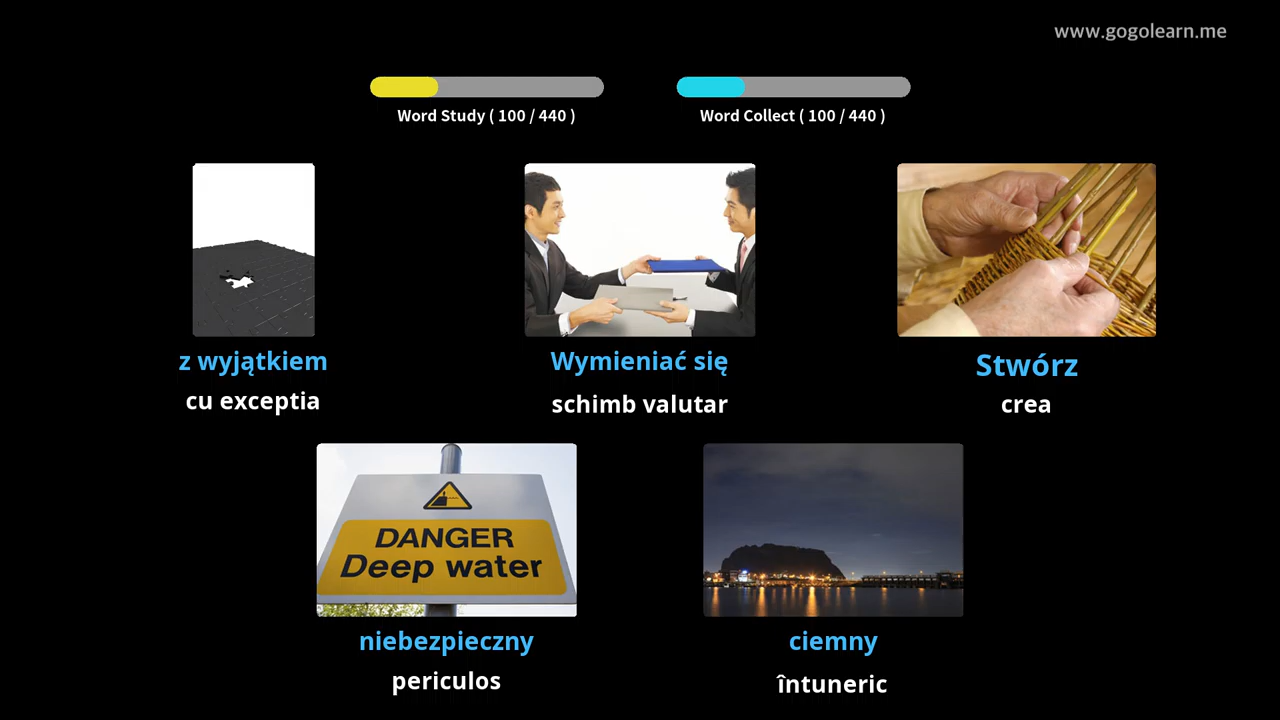 www.gogolearn.me
Word Study ( 100 / 440 )
Word Collect ( 100 / 440 )
z wyjątkiem
cu exceptia
Wymieniać się
schimb valutar
Stwórz
crea
DANGER
Deep water
niebezpieczny
periculos
ciemny
întuneric